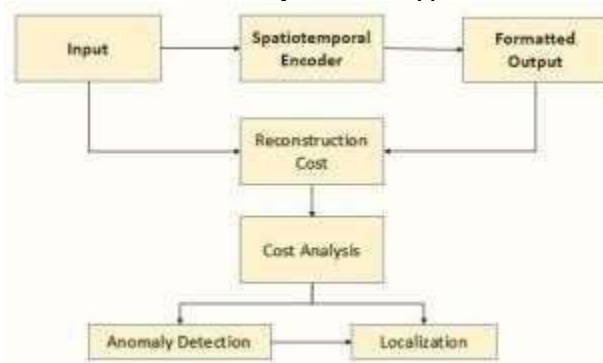 Input
Spatiotemporal
Encoder
Formatted
Output
Reconstruction
Cost
Cost Analysis
Anomaly Detection
Localization